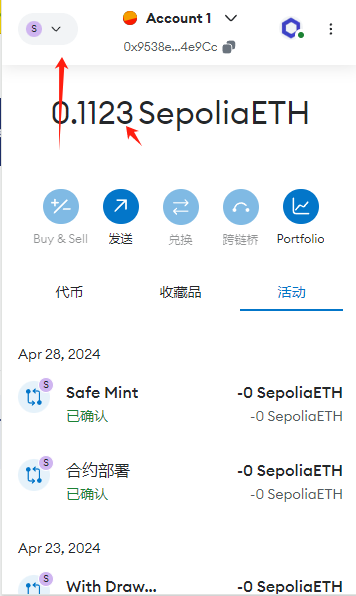 S
Account 1
0x9538e...4e9Cc
0.1123 SepoliaETH
Buy & Sell
发送
兑换
跨链桥
Portfolio
代币
收藏品
活动
Apr 28, 2024
S
Safe Mint
-0 SepoliaETH
已确认
-0 SepoliaETH
S
合约部署
-0 SepoliaETH
已确认
-0 SepoliaETH
Apr 23, 2024
S
With Draw...
-0 SepoliaETH